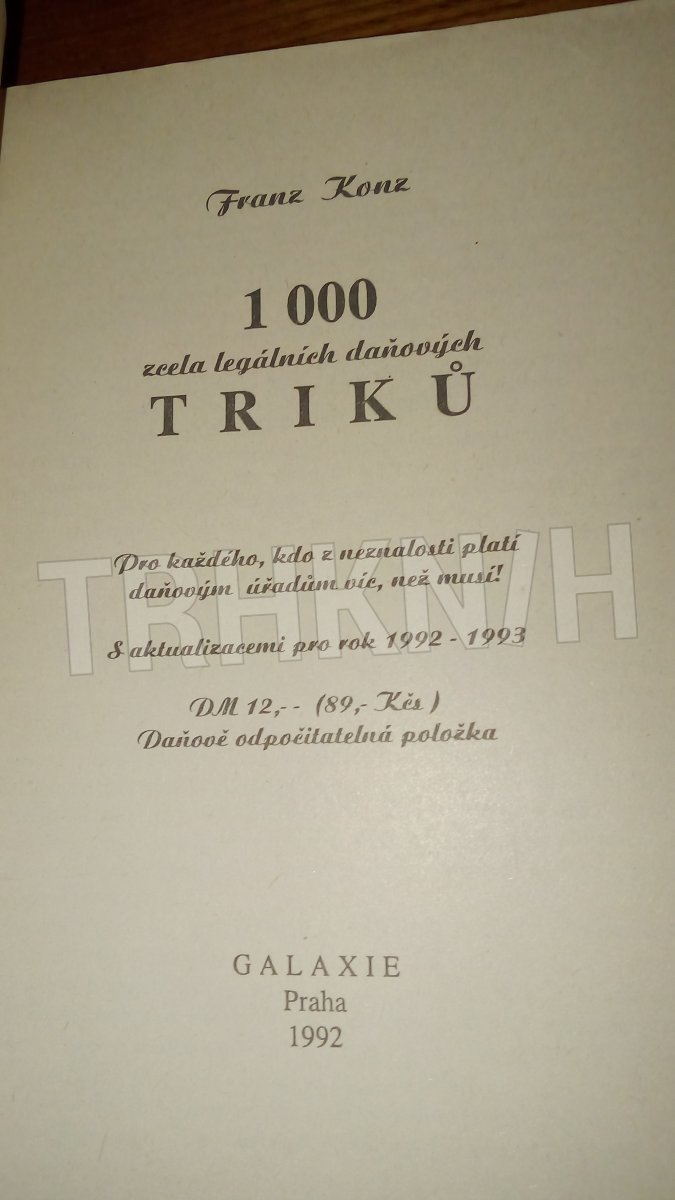 Franz Konz
1 000
zcela legálních daňových
TRIKŮ
Pro každého, kdo z neznalosti platí
daňovým úřadům víc, než musí!
S aktualizacemi pro rok 1992 - 1993
DM 12,-- (89,- Kčs )
Daňově odpočitatelná položka
GALAXIE
Praha
1992
TRHKNIH